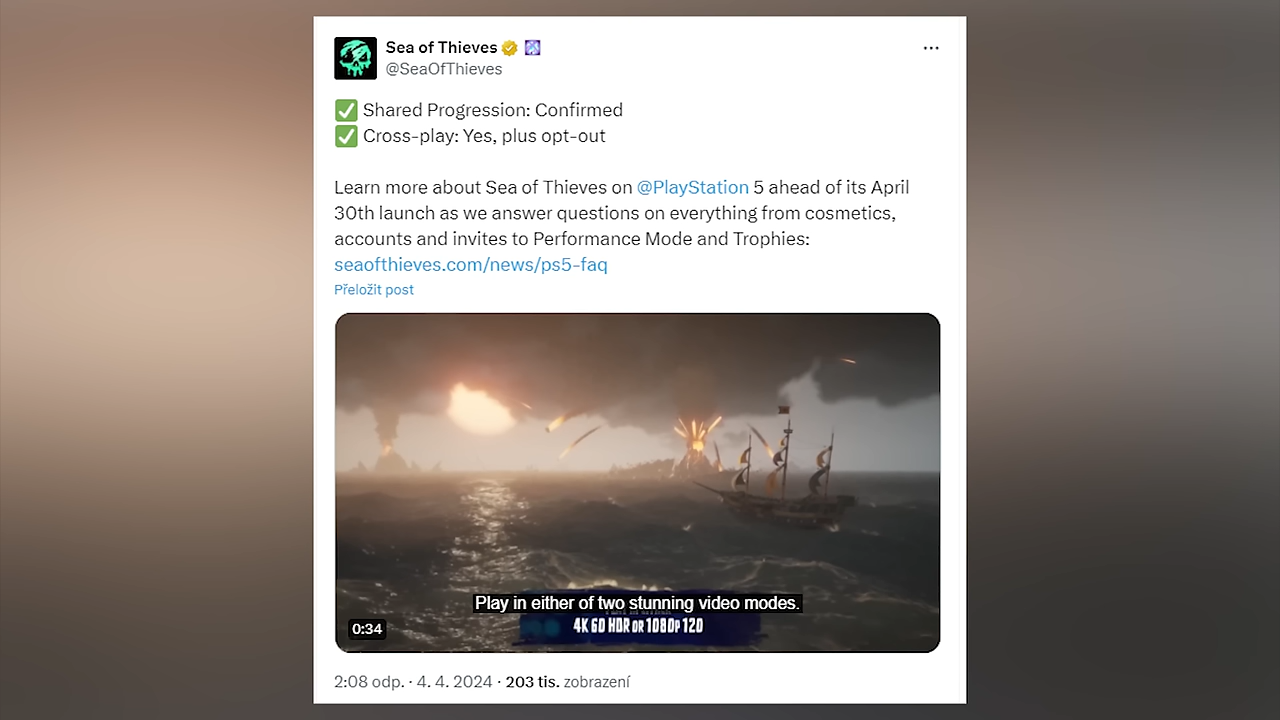 Sea of Thieves
@SeaOfThieves
Shared Progression: Confirmed
Cross-play: Yes, plus opt-out
Learn more about Sea of Thieves on @PlayStation 5 ahead of its April
30th launch as we answer questions on everything from cosmetics,
accounts and invites to Performance Mode and Trophies:
seaofthieves.com/news/ps5-faq
Přeložit post
Play in either of two stunning video modes.
4K 60 HDR OR 1080P 120
0:34
2:08 odp. · 4. 4. 2024 · 203 tis. zobrazení